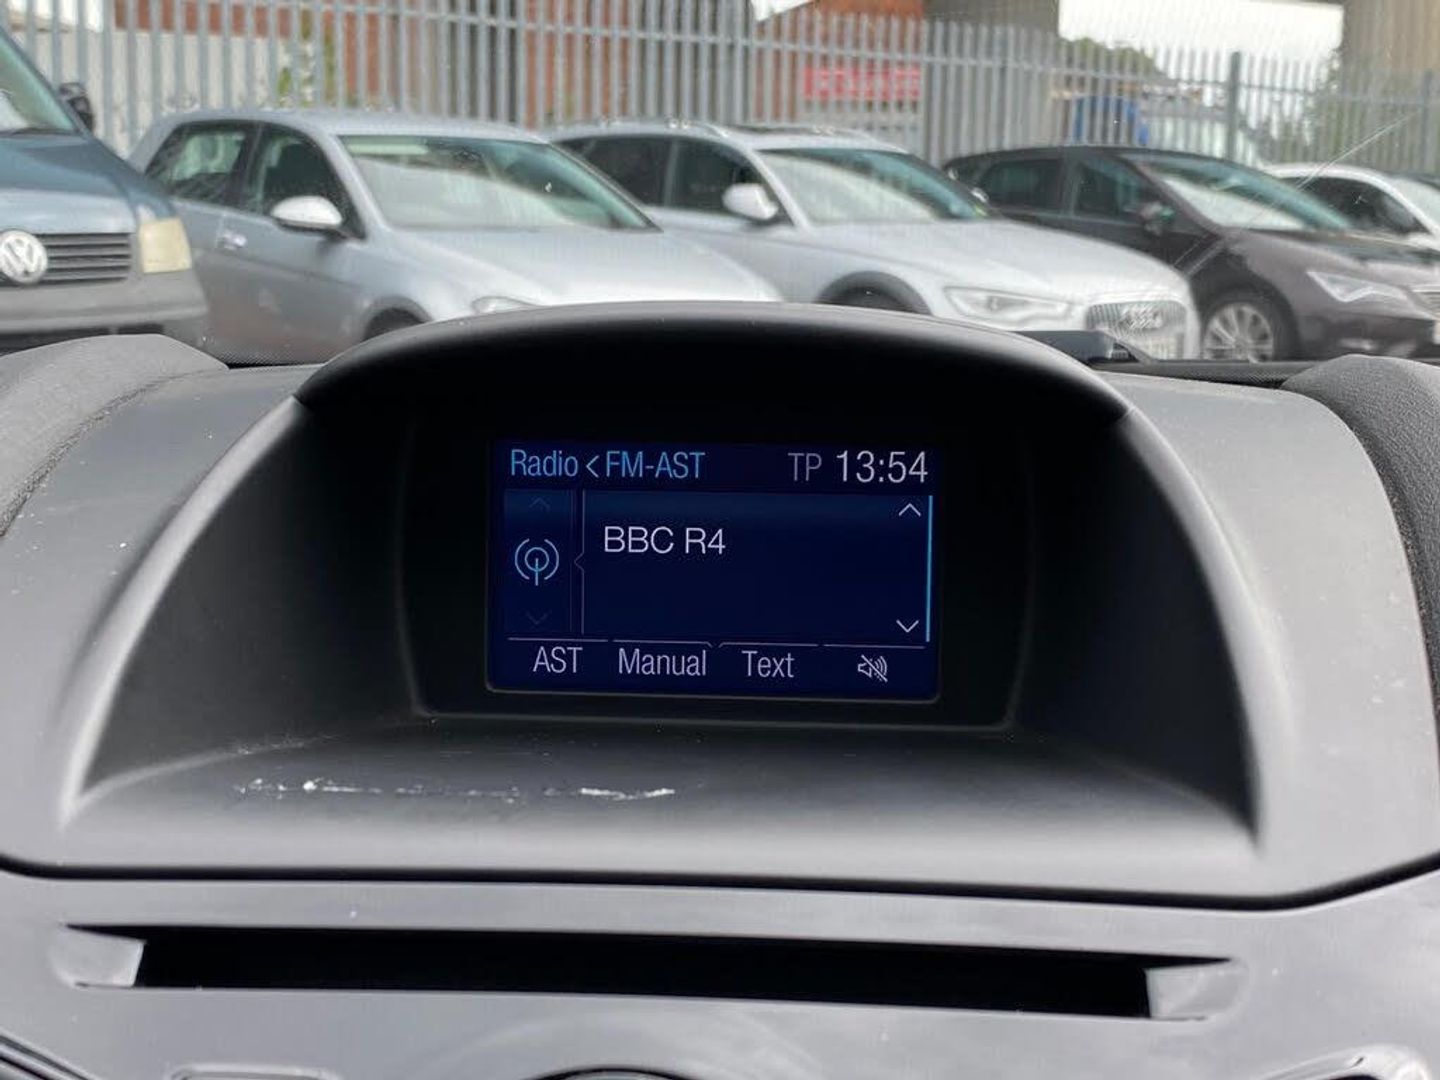 Radio <FM-AST TP 13:54
BBC R4
AST Manual Text